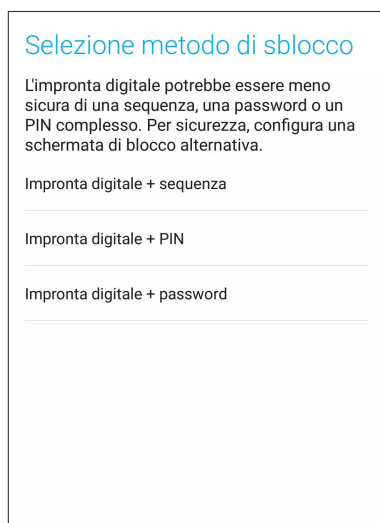 Selezione metodo di sblocco
L'impronta digitale potrebbe essere meno
sicura di una sequenza, una password o un
PIN complesso. Per sicurezza, configura una
schermata di blocco alternativa.
Impronta digitale + sequenza
Impronta digitale + PIN
Impronta digitale + password